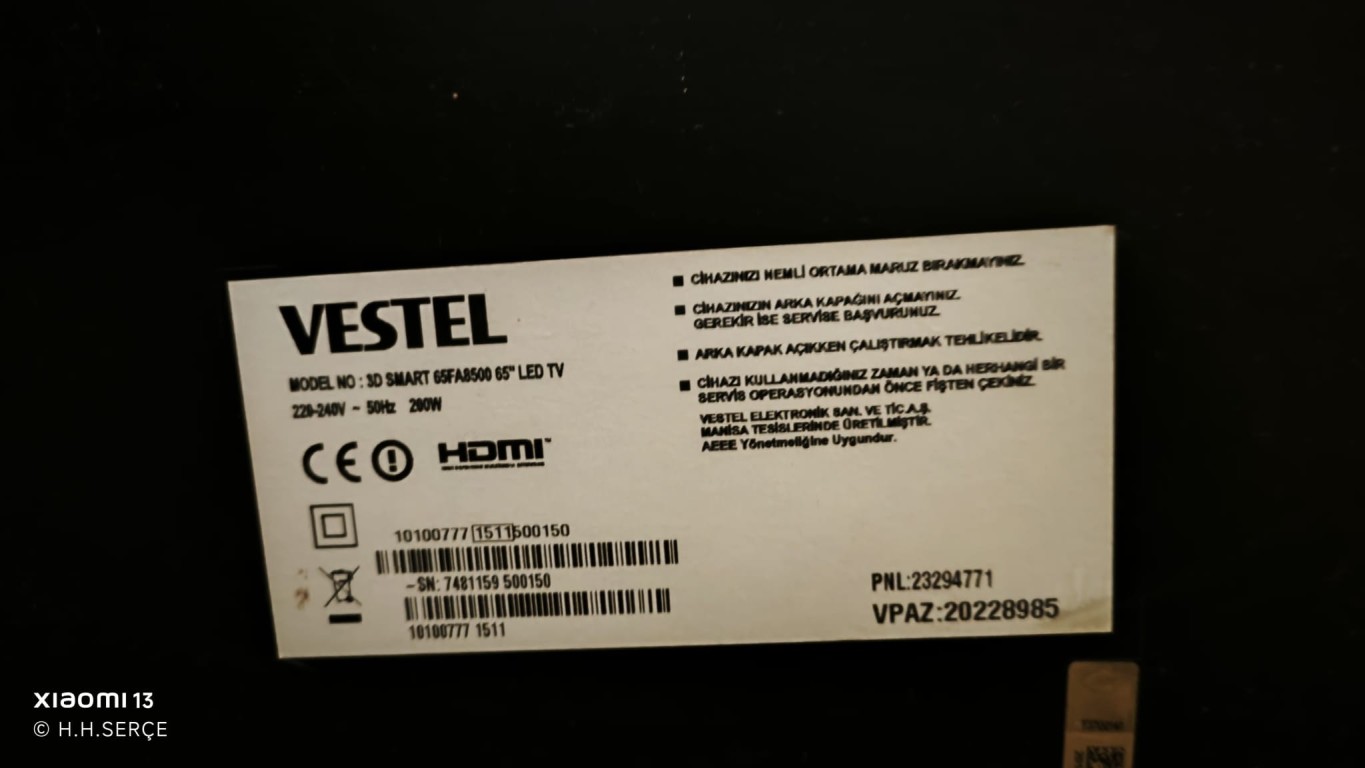 VESTEL
MODEL NO : 3D SMART 65FA8500 65" LED TV
220-240V ~ 50Hz 200W
CE
HDMI™
10100777 1511500150
-SN: 7481159 500150
10100777 1511
■ CİHAZINIZI NEMLİ ORTAMA MARUZ BIRAKMAYINIZ.
■ CİHAZINIZIN ARKA KAPAĞINI AÇMAYINIZ.
GEREKİR İSE SERVİSE BAŞVURUNUZ.
■ ARKA KAPAK AÇIKKEN ÇALIŞTIRMAK TEHLİKELİDİR.
■ CİHAZI KULLANMADIĞINIZ ZAMAN YA DA HERHANGİ BİR
SERVİS OPERASYONUNDAN ÖNCE FİŞTEN ÇEKİNİZ.
VESTEL ELEKTRONİK SAN. VE TİC.A.Ş.
MANİSA TESİSLERİNDE ÜRETİLMİŞTİR.
AEEE Yönetmeliğine Uygundur.
PNL:23294771
VPAZ:20228985
xiaomi 13
© H.H.SERÇE